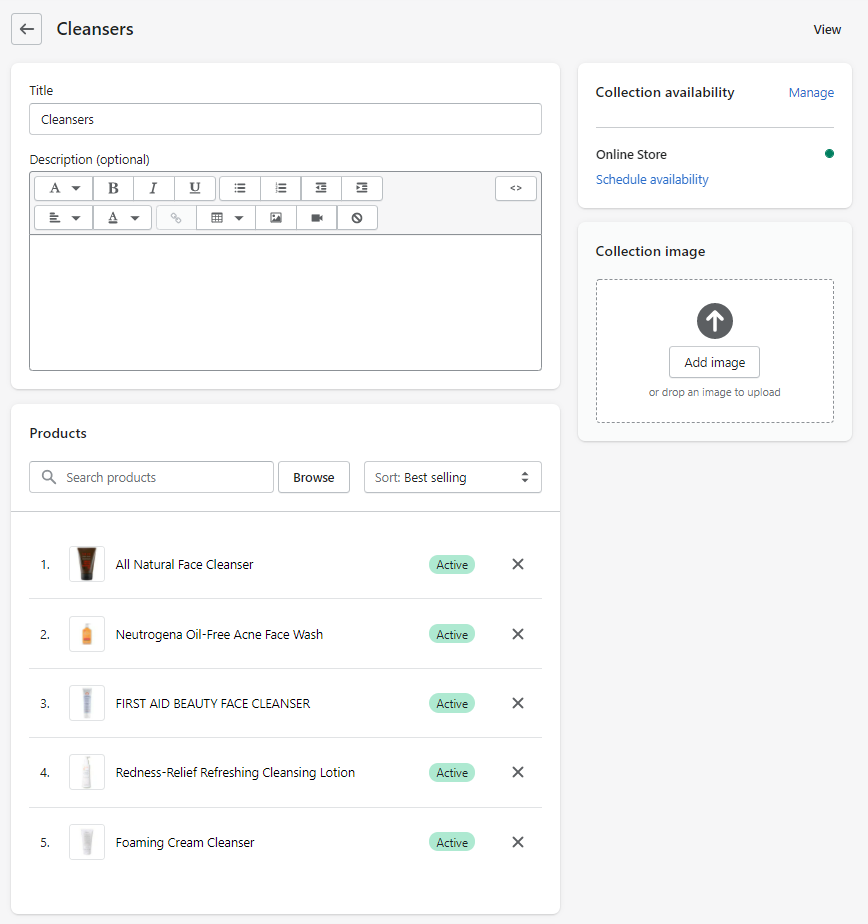 Cleansers
View
Title
Cleansers
Description (optional)
A
B
I
U
<>
A
Products
Search products
Browse
Sort: Best selling
1. All Natural Face Cleanser Active
2. Neutrogena Oil-Free Acne Face Wash Active
3. FIRST AID BEAUTY FACE CLEANSER Active
4. Redness-Relief Refreshing Cleansing Lotion Active
5. Foaming Cream Cleanser Active
Collection availability
Manage
Online Store
Schedule availability
Collection image
Add image
or drop an image to upload